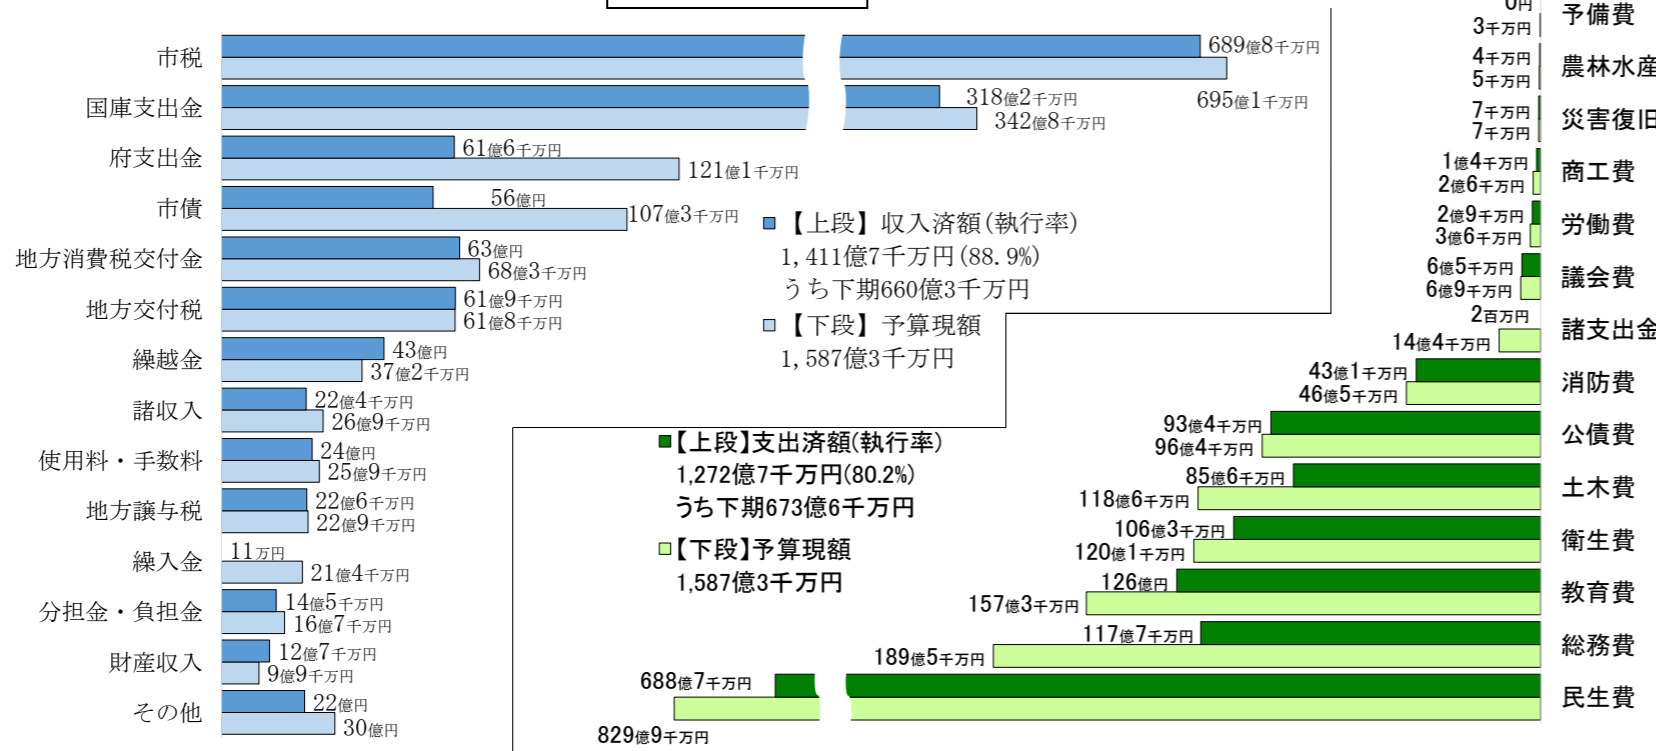 市税
689億8千万円
695億1千万円
国庫支出金
318億2千万円
342億8千万円
府支出金
61億6千万円
121億1千万円
市債
56億円
107億3千万円
地方消費税交付金
63億円
68億3千万円
地方交付税
61億9千万円
61億8千万円
繰越金
43億円
37億2千万円
諸収入
22億4千万円
26億9千万円
使用料・手数料
24億円
25億9千万円
地方譲与税
22億6千万円
22億9千万円
繰入金
11万円
21億4千万円
分担金・負担金
14億5千万円
16億7千万円
財産収入
12億7千万円
9億9千万円
その他
22億円
30億円
【上段】収入済額(執行率)
1,411億7千万円(88.9%)
うち下期660億3千万円
【下段】予算現額
1,587億3千万円
【上段】支出済額(執行率)
1,272億7千万円(80.2%)
うち下期673億6千万円
【下段】予算現額
1,587億3千万円
0円
3千万円
予備費
4千万円
5千万円
農林水産
7千万円
7千万円
災害復旧
1億4千万円
2億6千万円
商工費
2億9千万円
3億6千万円
労働費
6億5千万円
6億9千万円
議会費
2百万円
14億4千万円
諸支出金
43億1千万円
46億5千万円
消防費
93億4千万円
96億4千万円
公債費
85億6千万円
118億6千万円
土木費
106億3千万円
120億1千万円
衛生費
126億円
157億3千万円
教育費
117億7千万円
189億5千万円
総務費
688億7千万円
829億9千万円
民生費